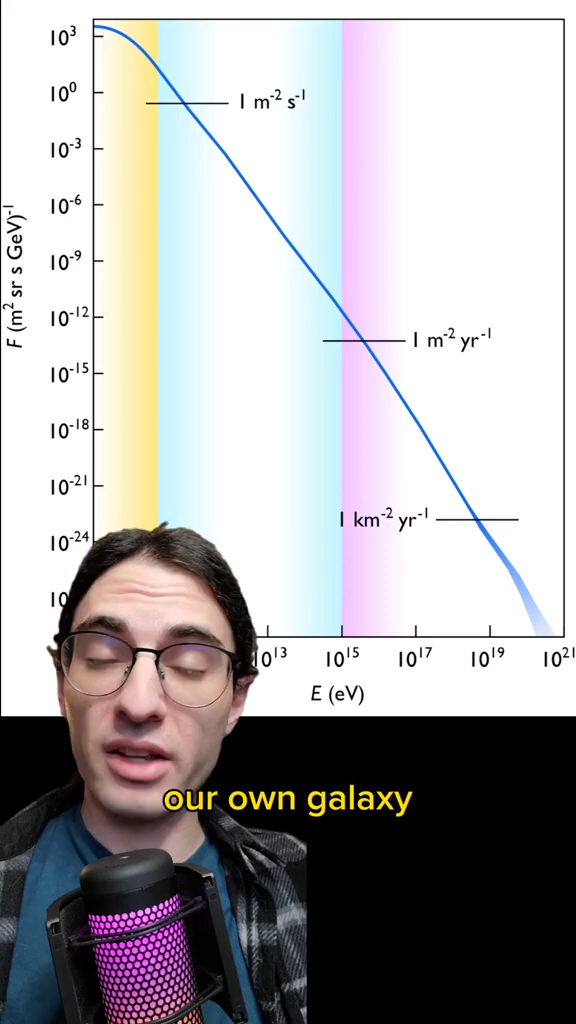 10³
10⁰
1 m⁻² s⁻¹
10⁻³
10⁻⁶
10⁻⁹
F (m² sr s GeV)⁻¹
10⁻¹²
1 m⁻² yr⁻¹
10⁻¹⁵
10⁻¹⁸
10⁻²¹
1 km⁻² yr⁻¹
10⁻²⁴
10¹³ 10¹⁵ 10¹⁷ 10¹⁹ 10²¹
E (eV)
our own galaxy